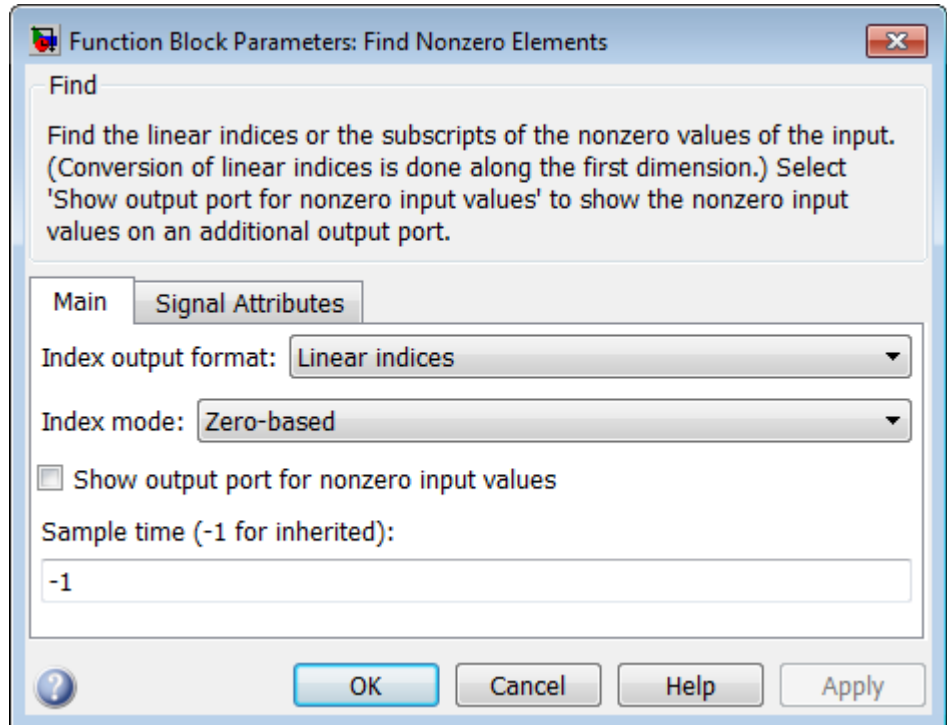 Function Block Parameters: Find Nonzero Elements
Find
Find the linear indices or the subscripts of the nonzero values of the input.
(Conversion of linear indices is done along the first dimension.) Select
'Show output port for nonzero input values' to show the nonzero input
values on an additional output port.
Main Signal Attributes
Index output format: Linear indices
Index mode: Zero-based
Show output port for nonzero input values
Sample time (-1 for inherited):
-1
? OK Cancel Help Apply